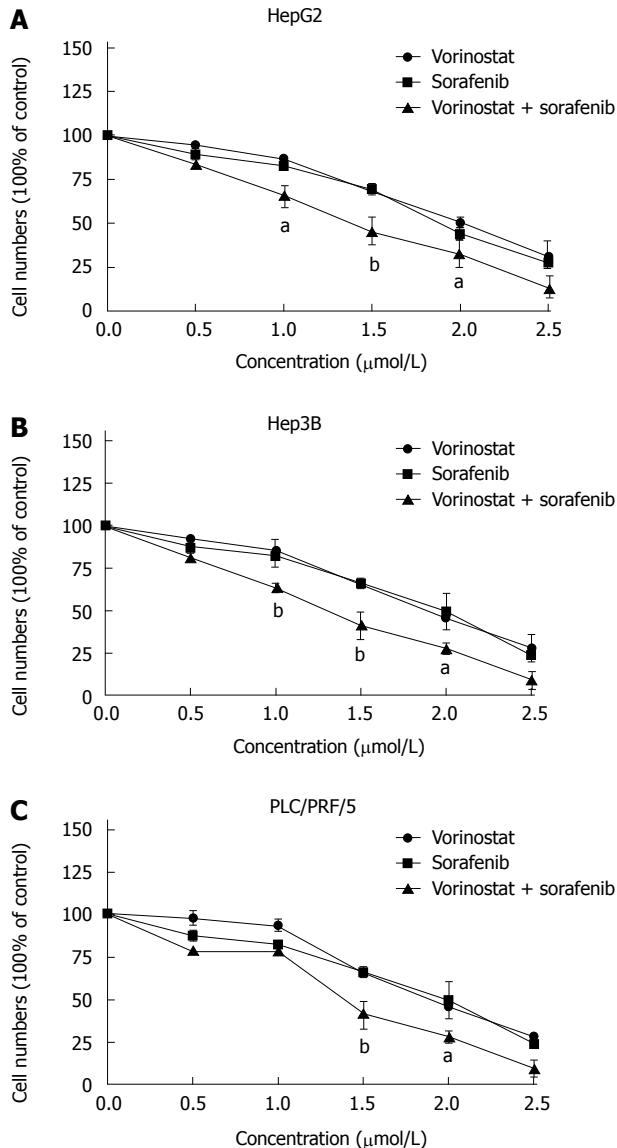 A
HepG2
Vorinostat
Sorafenib
Vorinostat + sorafenib
Cell numbers (100% of control)
150
125
100
75
50
25
0
a
b
a
0.0 0.5 1.0 1.5 2.0 2.5
Concentration (μmol/L)
B
Hep3B
Vorinostat
Sorafenib
Vorinostat + sorafenib
Cell numbers (100% of control)
150
125
100
75
50
25
0
b
b
a
0.0 0.5 1.0 1.5 2.0 2.5
Concentration (μmol/L)
C
PLC/PRF/5
Vorinostat
Sorafenib
Vorinostat + sorafenib
Cell numbers (100% of control)
150
125
100
75
50
25
0
b
a
0.0 0.5 1.0 1.5 2.0 2.5
Concentration (μmol/L)